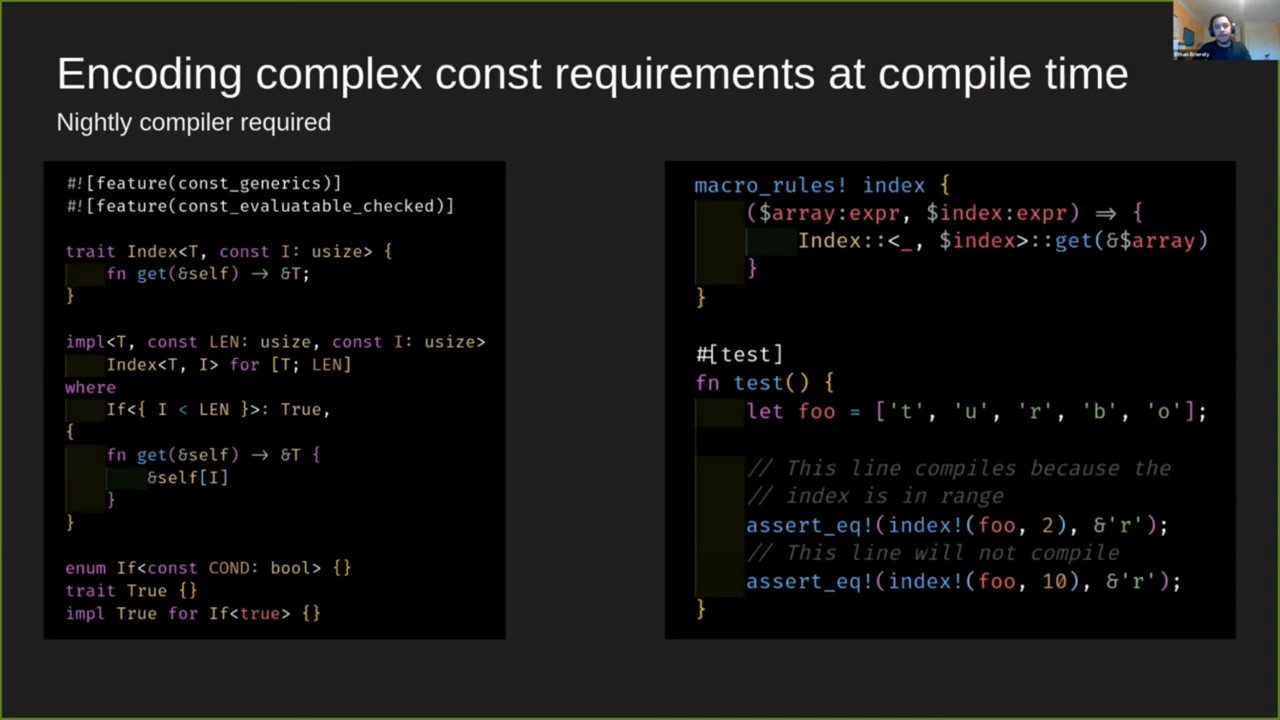 Encoding complex const requirements at compile time
Nightly compiler required
#![feature(const_generics)]
#![feature(const_evaluatable_checked)]
trait Index<T, const I: usize> {
fn get(&self) → &T;
}
impl<T, const LEN: usize, const I: usize>
Index<T, I> for [T; LEN]
where
If<{ I < LEN }>: True,
{
fn get(&self) → &T {
&self[I]
}
}
enum If<const COND: bool> {}
trait True {}
impl True for If<true> {}
macro_rules! index {
($array:expr, $index:expr) ⇒ {
Index::<_, $index>::get(&$array)
}
}
#[test]
fn test() {
let foo = ['t', 'u', 'r', 'b', 'o'];
// This line compiles because the
// index is in range
assert_eq!(index!(foo, 2), &'r');
// This line will not compile
assert_eq!(index!(foo, 10), &'r');
}